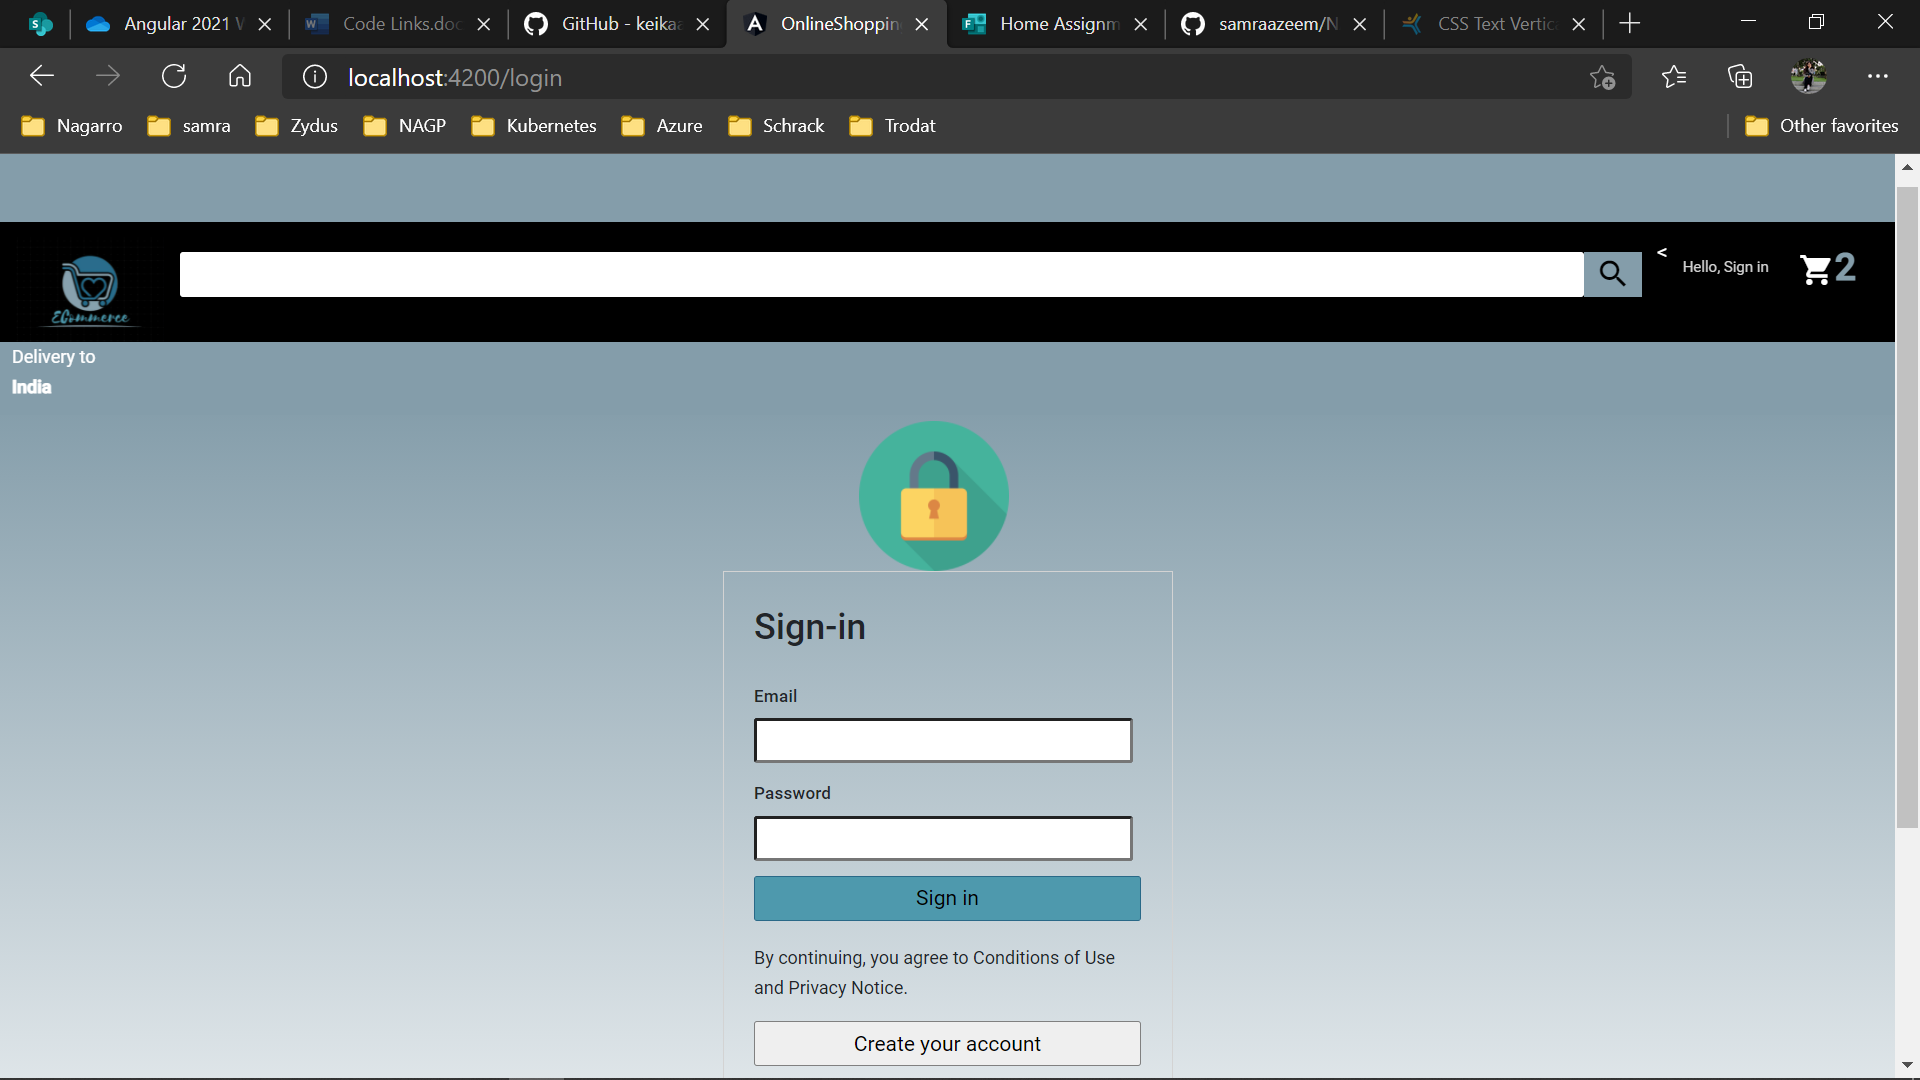 Angular 2021 W
Code Links.doc
GitHub - keikaa
OnlineShoppin
Home Assignm
samraazeem/N
CSS Text Vertic
localhost:4200/login
Nagarro
samra
Zydus
NAGP
Kubernetes
Azure
Schrack
Trodat
Other favorites
ECommerce
<
Hello, Sign in
2
Delivery to
India
Sign-in
Email
Password
Sign in
By continuing, you agree to Conditions of Use
and Privacy Notice.
Create your account